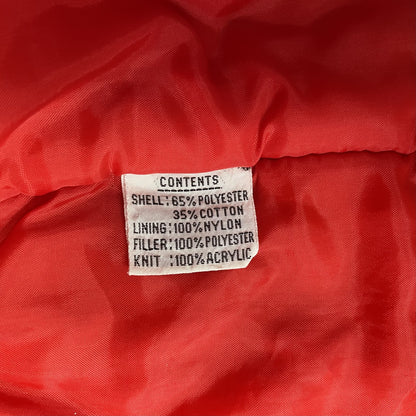 CONTENTS
SHELL: 65% POLYESTER
35% COTTON
LINING: 100% NYLON
FILLER: 100% POLYESTER
KNIT : 100% ACRYLIC